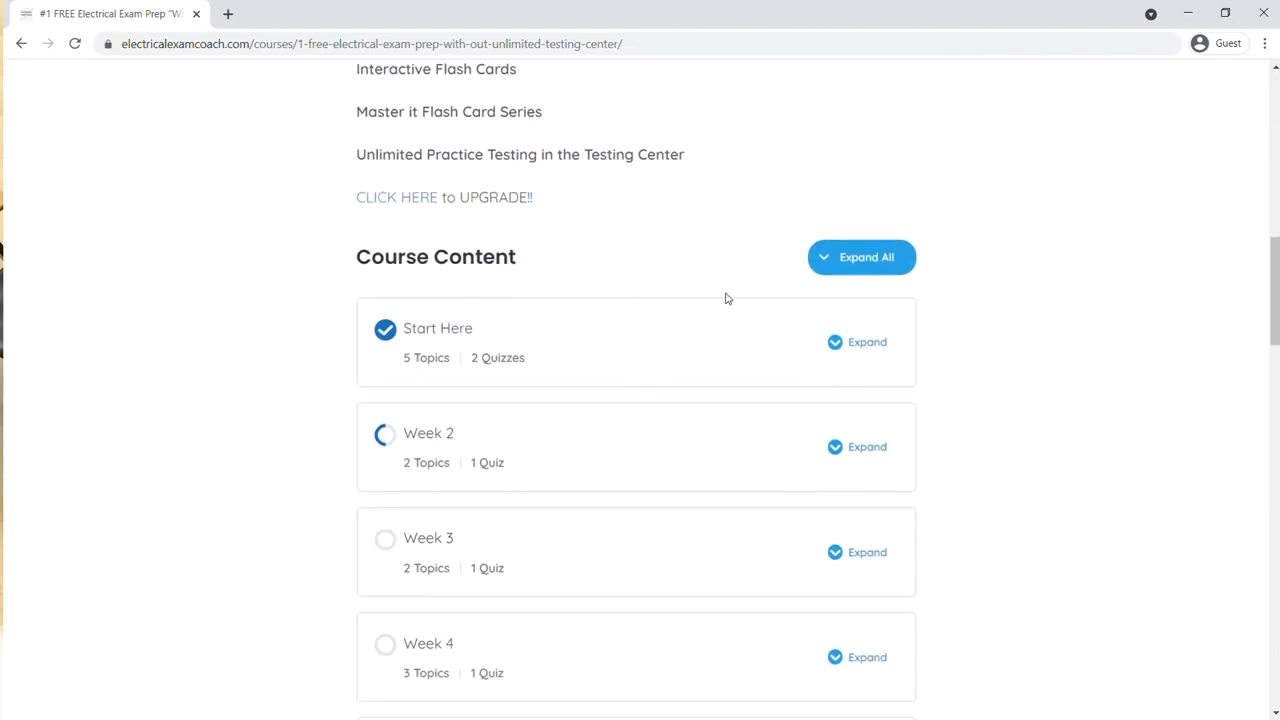 #1 FREE Electrical Exam Prep "W
Guest
electricalexamcoach.com/courses/1-free-electrical-exam-prep-with-out-unlimited-testing-center/
Interactive Flash Cards
Master it Flash Card Series
Unlimited Practice Testing in the Testing Center
CLICK HERE to UPGRADE!!
Course Content
Expand All
Start Here
5 Topics | 2 Quizzes
Expand
Week 2
2 Topics | 1 Quiz
Expand
Week 3
2 Topics | 1 Quiz
Expand
Week 4
3 Topics | 1 Quiz
Expand